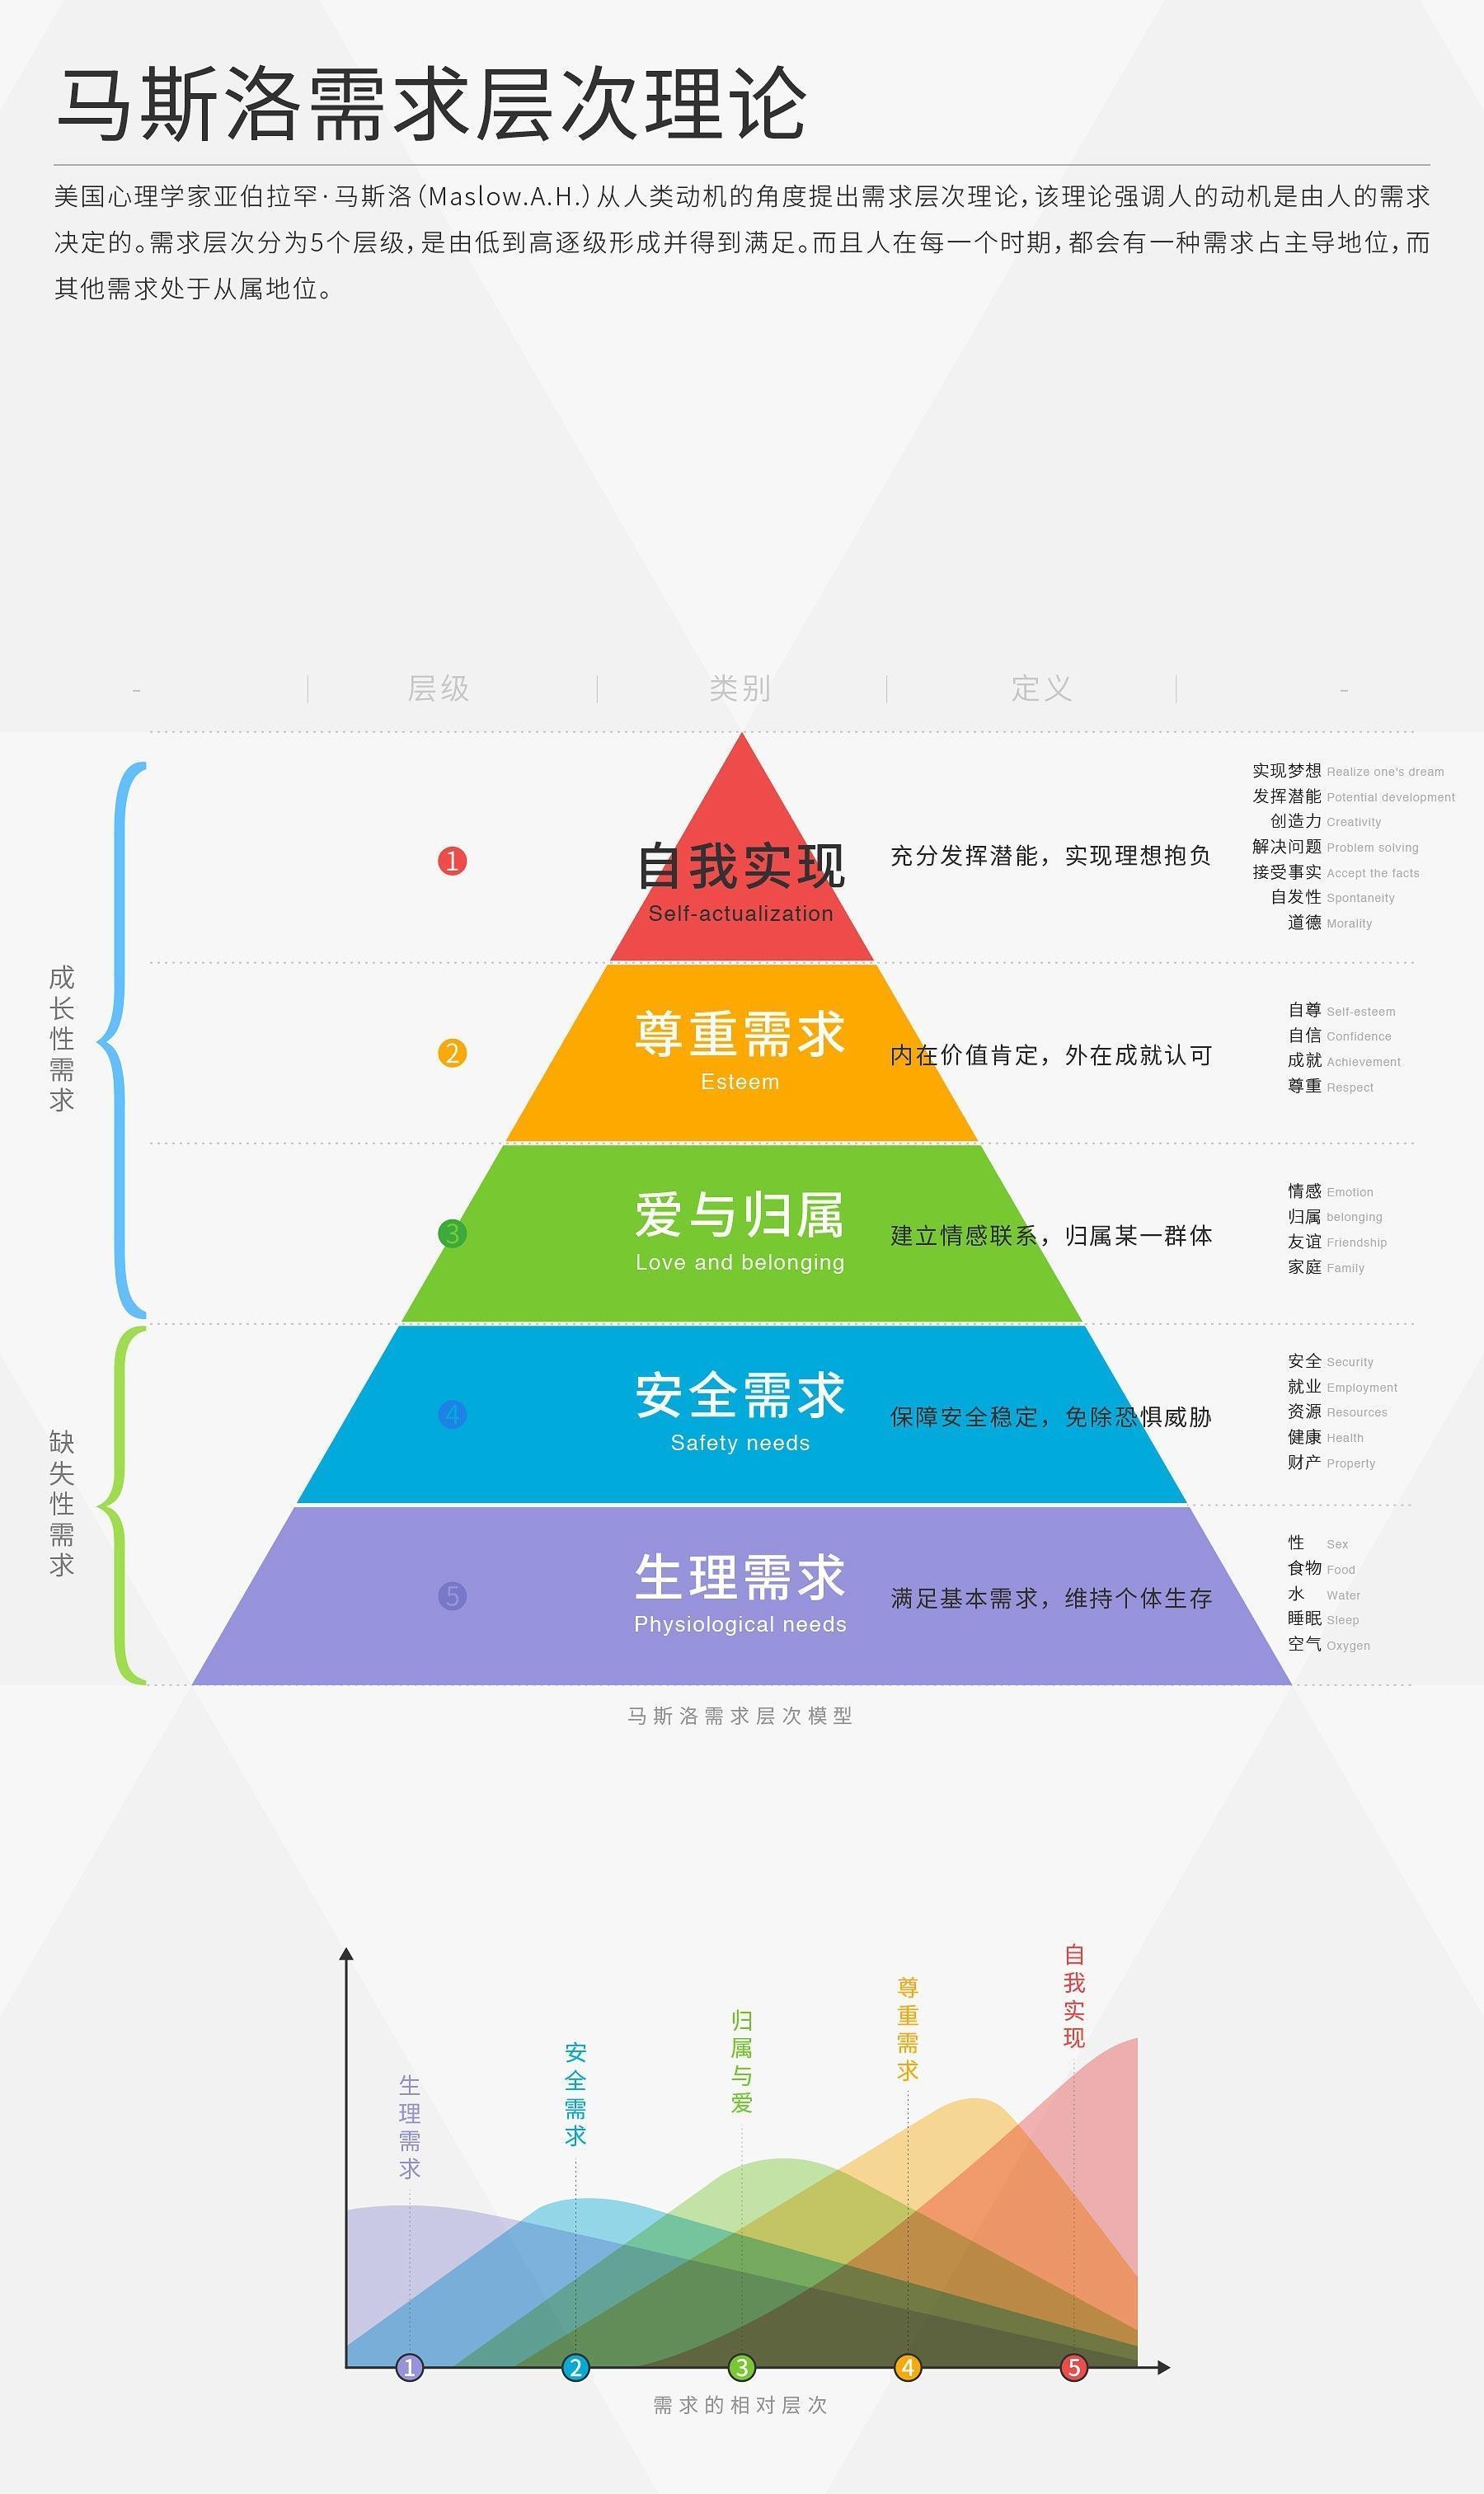 马斯洛需求层次理论
美国心理学家亚伯拉罕·马斯洛（Maslow.A.H.）从人类动机的角度提出需求层次理论，该理论强调人的动机是由人的需求
决定的。需求层次分为5个层级，是由低到高逐级形成并得到满足。而且人在每一个时期，都会有一种需求占主导地位，而
其他需求处于从属地位。
- 层级 类别 定义 -
成长性需求
1
自我实现
Self-actualization
充分发挥潜能，实现理想抱负
实现梦想 Realize one's dream
发挥潜能 Potential development
创造力 Creativity
解决问题 Problem solving
接受事实 Accept the facts
自发性 Spontaneity
道德 Morality
2
尊重需求
Esteem
内在价值肯定，外在成就认可
自尊 Self-esteem
自信 Confidence
成就 Achievement
尊重 Respect
3
爱与归属
Love and belonging
建立情感联系，归属某一群体
情感 Emotion
归属 belonging
友谊 Friendship
家庭 Family
缺失性需求
4
安全需求
Safety needs
保障安全稳定，免除恐惧威胁
安全 Security
就业 Employment
资源 Resources
健康 Health
财产 Property
5
生理需求
Physiological needs
满足基本需求，维持个体生存
性 Sex
食物 Food
水 Water
睡眠 Sleep
空气 Oxygen
马斯洛需求层次模型
生理需求
安全需求
归属与爱
尊重需求
自我实现
1 2 3 4 5
需求的相对层次